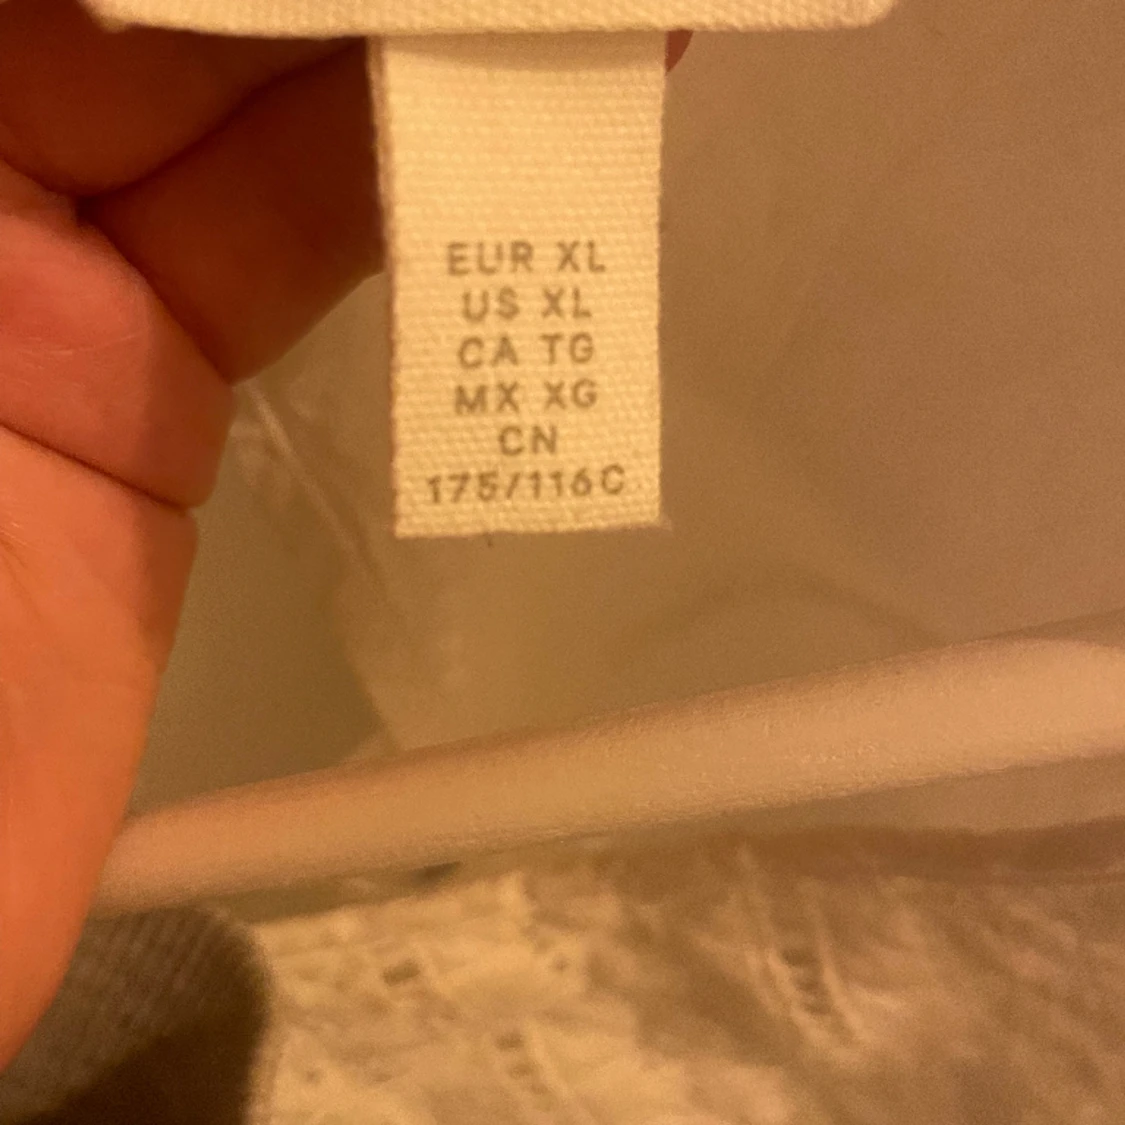 EUR XL
US XL
CA TG
MX XG
CN
175/116C